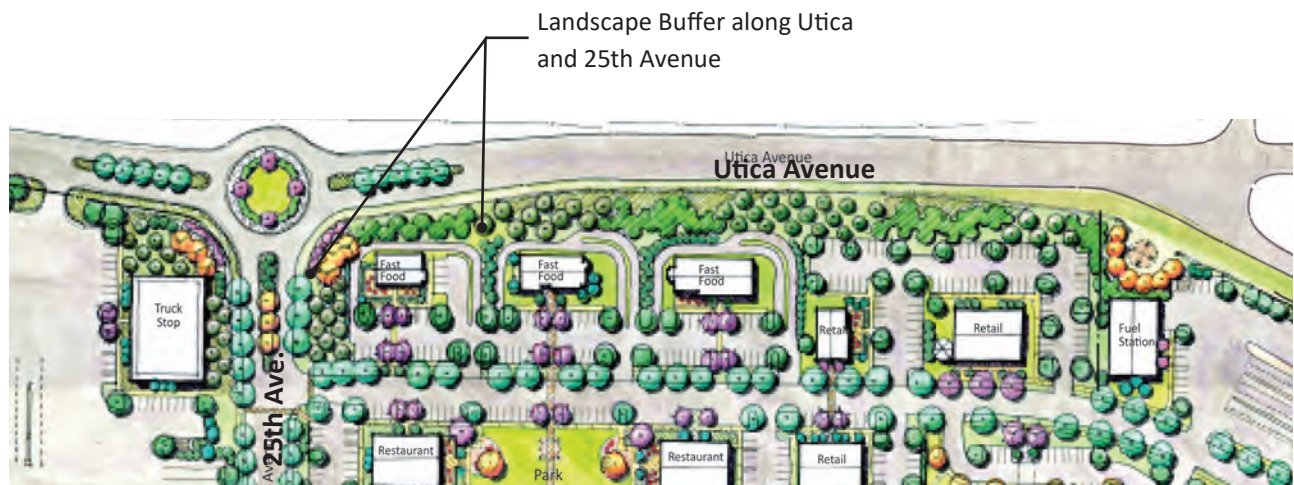 Landscape Buffer along Utica
and 25th Avenue
Utica Avenue
Utica Avenue
Fast
Food
Fast
Food
Fast
Food
Truck
Stop
Retail
Retail
Fuel
Station
25th Ave.
Ave
Restaurant
Park
Restaurant
Retail